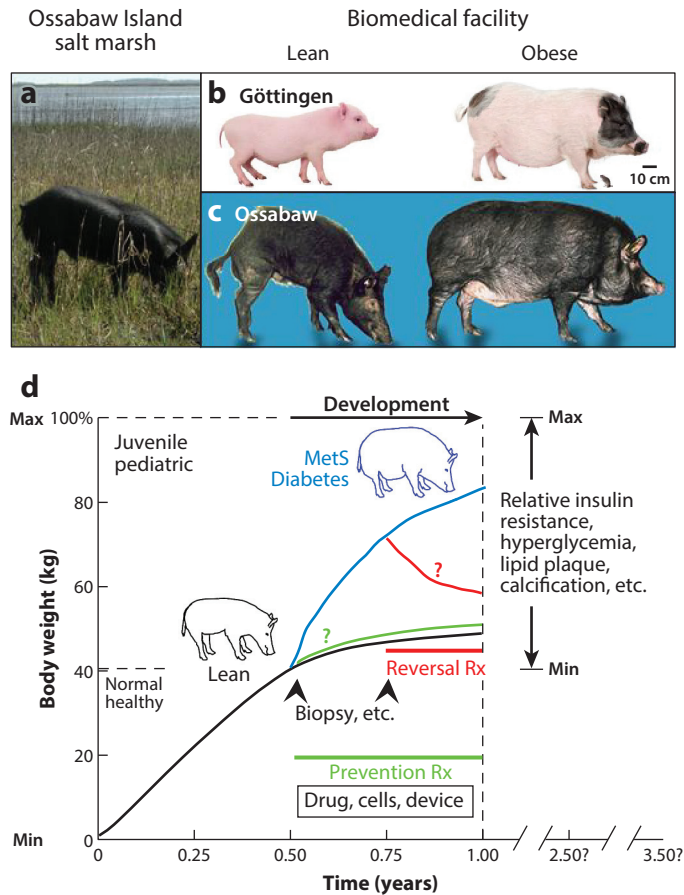 Ossabaw Island
salt marsh
Biomedical facility
Lean
Obese
a
b
Göttingen
10 cm
c
Ossabaw
d
Max
100%
Development
Max
Juvenile
pediatric
MetS
Diabetes
80
Relative insulin
resistance,
hyperglycemia,
lipid plaque,
calcification, etc.
Body weight (kg)
60
?
?
Lean
40
Reversal Rx
Min
Normal
healthy
Biopsy, etc.
20
Prevention Rx
Drug, cells, device
Min
0
0
0.25
0.50
0.75
1.00
2.50?
3.50?
Time (years)